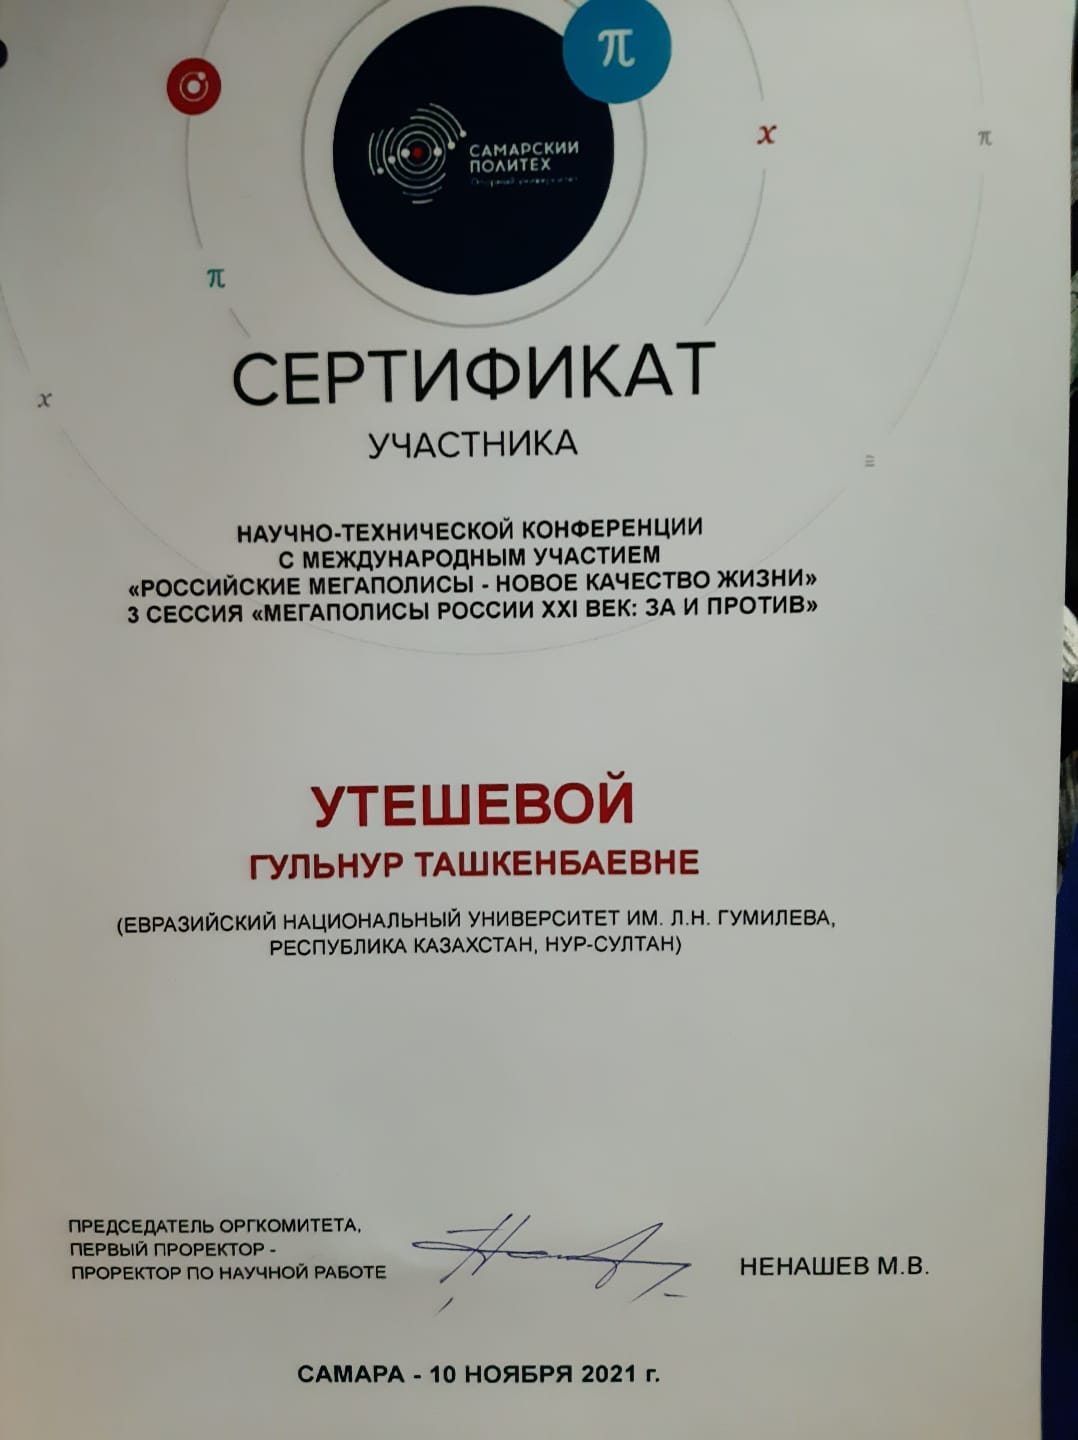 π
САМАРСКИЙ
ПОЛИТЕХ
Опорный университет
x
π
π
x
СЕРТИФИКАТ
УЧАСТНИКА
НАУЧНО-ТЕХНИЧЕСКОЙ КОНФЕРЕНЦИИ
С МЕЖДУНАРОДНЫМ УЧАСТИЕМ
«РОССИЙСКИЕ МЕГАПОЛИСЫ - НОВОЕ КАЧЕСТВО ЖИЗНИ»
3 СЕССИЯ «МЕГАПОЛИСЫ РОССИИ XXI ВЕК: ЗА И ПРОТИВ»
УТЕШЕВОЙ
ГУЛЬНУР ТАШКЕНБАЕВНЕ
(ЕВРАЗИЙСКИЙ НАЦИОНАЛЬНЫЙ УНИВЕРСИТЕТ ИМ. Л.Н. ГУМИЛЕВА,
РЕСПУБЛИКА КАЗАХСТАН, НУР-СУЛТАН)
ПРЕДСЕДАТЕЛЬ ОРГКОМИТЕТА,
ПЕРВЫЙ ПРОРЕКТОР -
ПРОРЕКТОР ПО НАУЧНОЙ РАБОТЕ
НЕНАШЕВ М.В.
САМАРА - 10 НОЯБРЯ 2021 г.